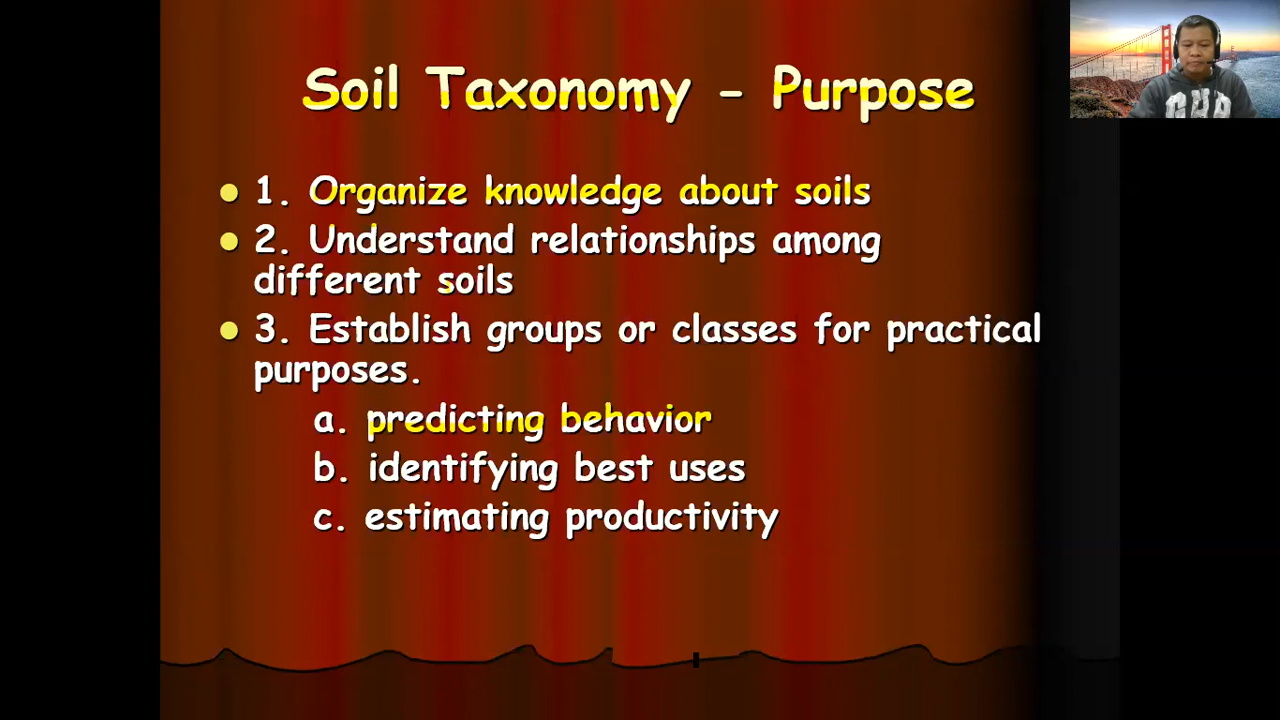 Soil Taxonomy - Purpose
1. Organize knowledge about soils
2. Understand relationships among
different soils
3. Establish groups or classes for practical
purposes.
a. predicting behavior
b. identifying best uses
c. estimating productivity